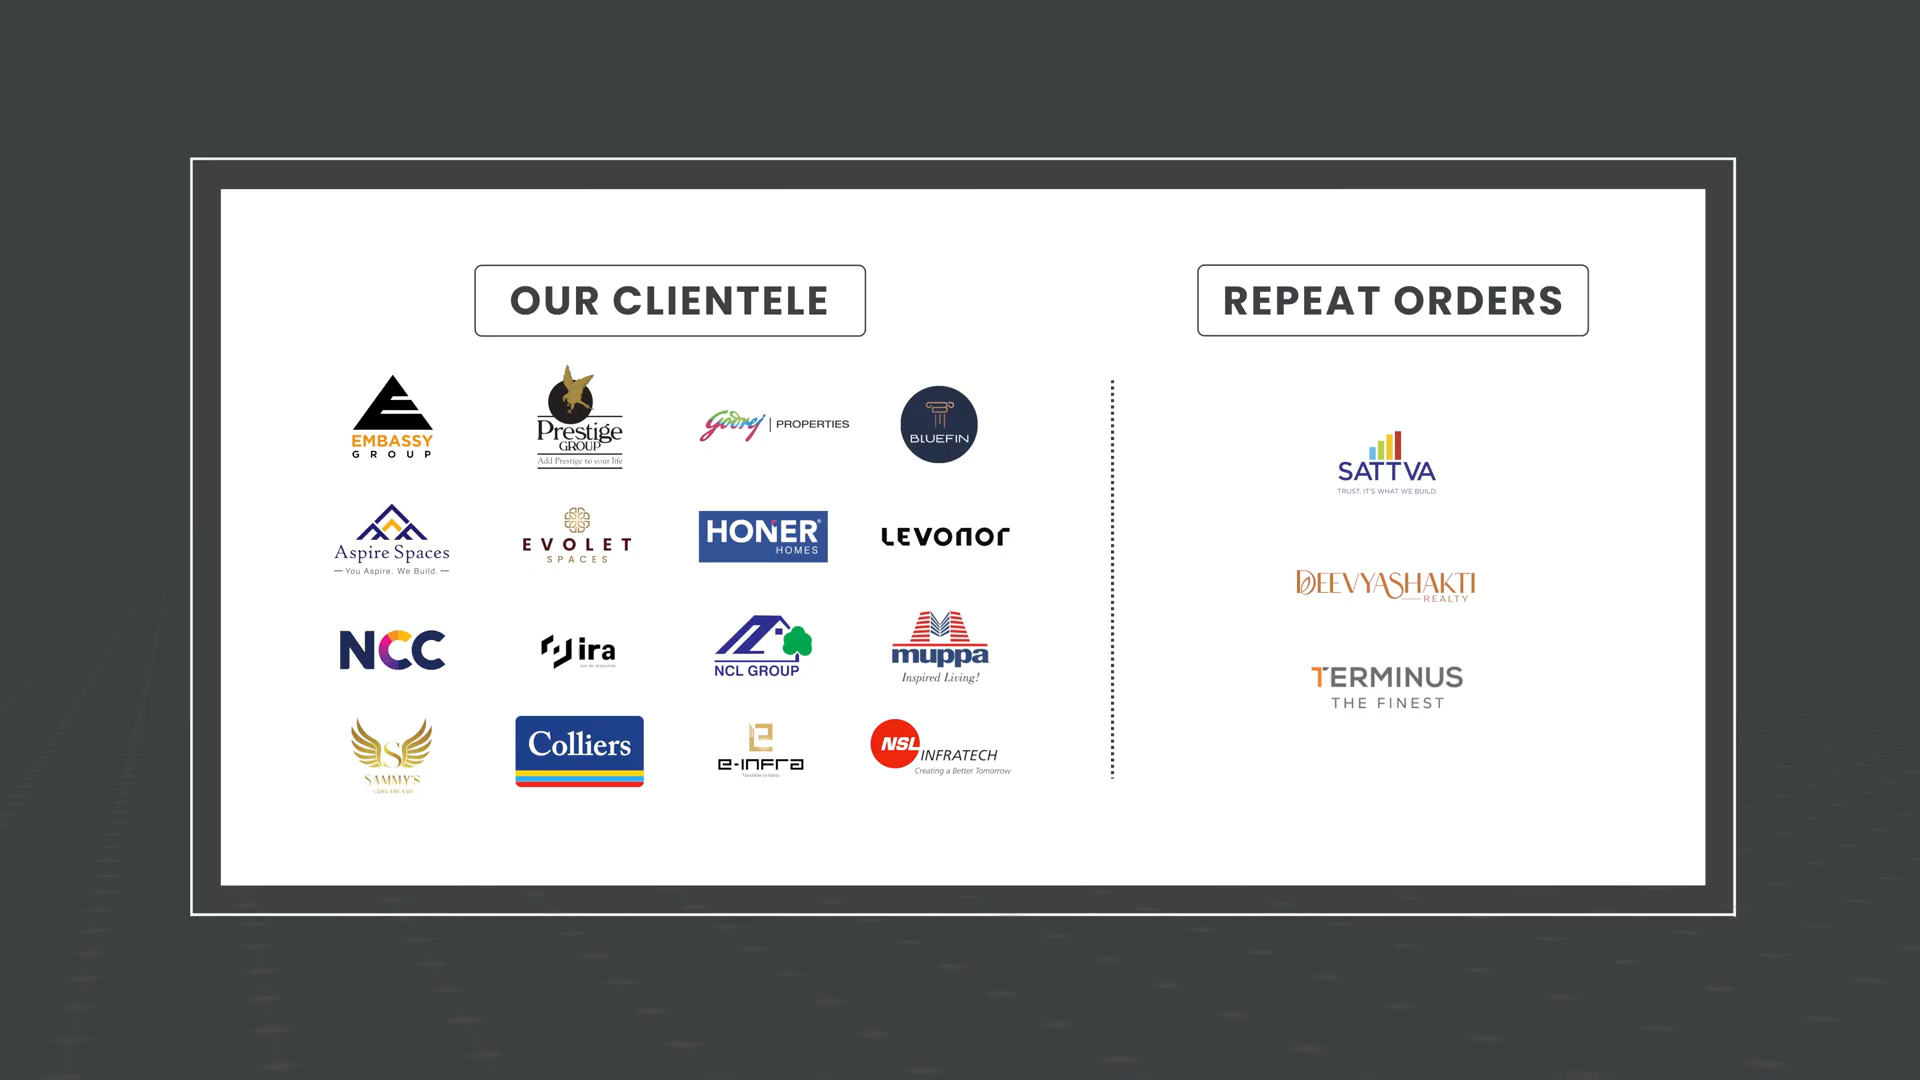 OUR CLIENTELE
REPEAT ORDERS
EMBASSY
GROUP
Prestige
GROUP
Add Prestige to your life
Godrej | PROPERTIES
BLUEFIN
Aspire Spaces
You Aspire. We Build.
EVOLET
SPACES
HONER
HOMES
LEVONOR
NCC
ira
NCL GROUP
muppa
Inspired Living!
S
SAMMY'S
DREAMLAND
Colliers
e-infra
NSL
INFRATECH
Creating a Better Tomorrow
SATTVA
TRUST. IT'S WHAT WE BUILD.
DEEVYASHAKTI
REALTY
TERMINUS
THE FINEST